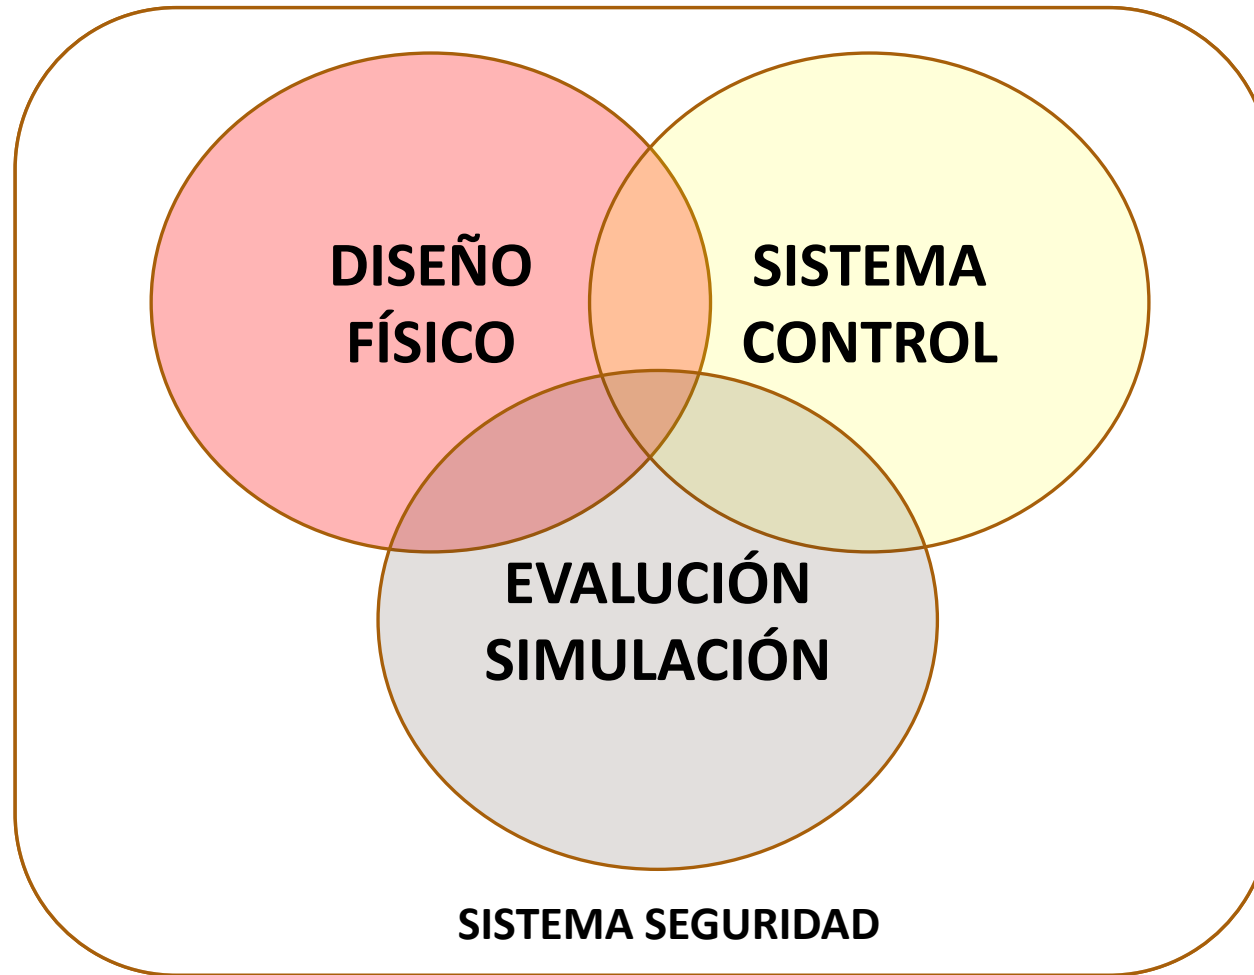 DISEÑO
FÍSICO
SISTEMA
CONTROL
EVALUCIÓN
SIMULACIÓN
SISTEMA SEGURIDAD